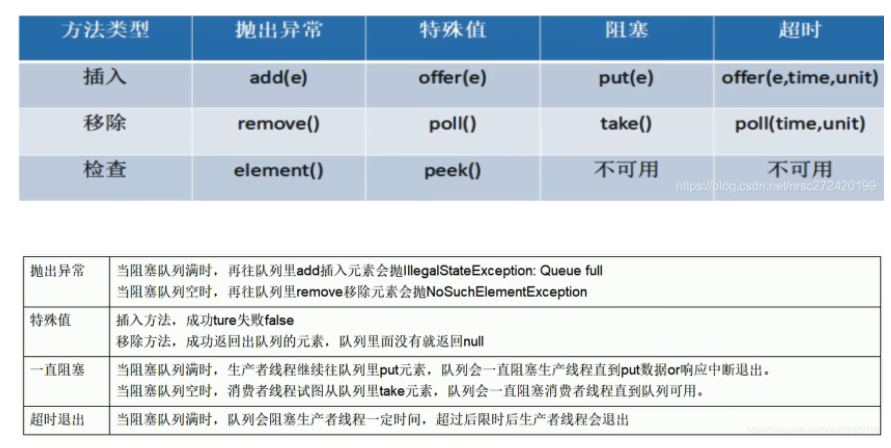 方法类型 抛出异常 特殊值 阻塞 超时
插入 add(e) offer(e) put(e) offer(e,time,unit)
移除 remove() poll() take() poll(time,unit)
检查 element() peek() 不可用 不可用
https://blog.csdn.net/nrsc272420199
抛出异常 当阻塞队列满时，再往队列里add插入元素会抛IllegalStateException: Queue full
当阻塞队列空时，再往队列里remove移除元素会抛NoSuchElementException
特殊值 插入方法，成功ture失败false
移除方法，成功返回出队列的元素，队列里面没有就返回null
一直阻塞 当阻塞队列满时，生产者线程继续往队列里put元素，队列会一直阻塞生产线程直到put数据or响应中断退出。
当阻塞队列空时，消费者线程试图从队列里take元素，队列会一直阻塞消费者线程直到队列可用。
超时退出 当阻塞队列满时，队列会阻塞生产者线程一定时间，超过后限时后生产者线程会退出
https://blog.csdn.net/nrsc272420199